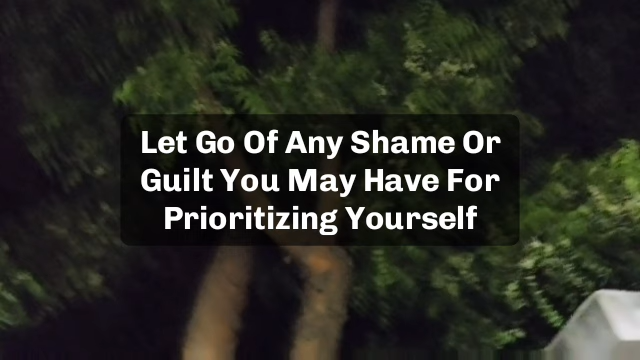 Let Go Of Any Shame Or
Guilt You May Have For
Prioritizing Yourself